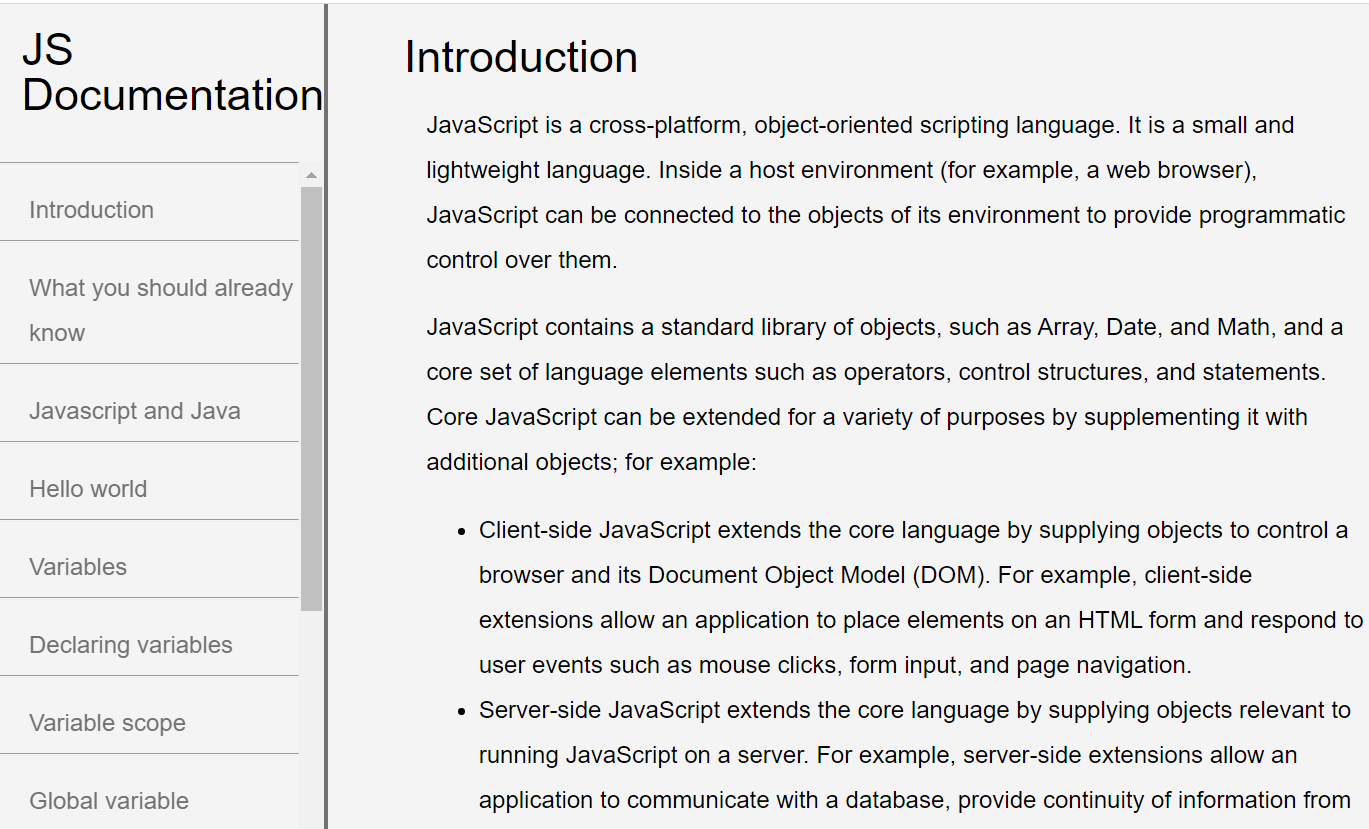 JS
Documentation
Introduction
What you should already
know
Javascript and Java
Hello world
Variables
Declaring variables
Variable scope
Global variable
Introduction
JavaScript is a cross-platform, object-oriented scripting language. It is a small and
lightweight language. Inside a host environment (for example, a web browser),
JavaScript can be connected to the objects of its environment to provide programmatic
control over them.
JavaScript contains a standard library of objects, such as Array, Date, and Math, and a
core set of language elements such as operators, control structures, and statements.
Core JavaScript can be extended for a variety of purposes by supplementing it with
additional objects; for example:
• Client-side JavaScript extends the core language by supplying objects to control a
browser and its Document Object Model (DOM). For example, client-side
extensions allow an application to place elements on an HTML form and respond to
user events such as mouse clicks, form input, and page navigation.
• Server-side JavaScript extends the core language by supplying objects relevant to
running JavaScript on a server. For example, server-side extensions allow an
application to communicate with a database, provide continuity of information from